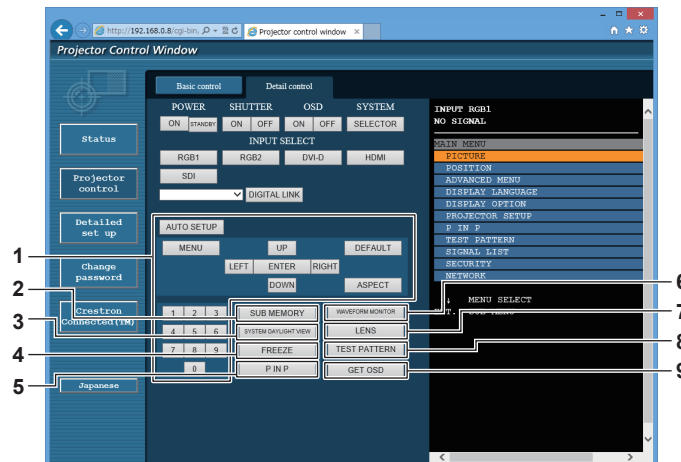 http://192.168.0.8/cgi-bin, Projector control window ×
Projector Control Window
Basic control Detail control
POWER SHUTTER OSD SYSTEM
ON STANDBY ON OFF ON OFF SELECTOR
INPUT SELECT
RGB1 RGB2 DVI-D HDMI
SDI
DIGITAL LINK
AUTO SETUP
MENU UP DEFAULT
LEFT ENTER RIGHT
DOWN ASPECT
1 2 3 SUB MEMORY WAVEFORM MONITOR
4 5 6 SYSTEM DAYLIGHT VIEW LENS
7 8 9 FREEZE TEST PATTERN
0 P IN P GET OSD
Status
Projector
control
Detailed
set up
Change
password
Crestron
Connected(TM)
Japanese
INPUT RGB1
NO SIGNAL
MAIN MENU
PICTURE
POSITION
ADVANCED MENU
DISPLAY LANGUAGE
DISPLAY OPTION
PROJECTOR SETUP
P IN P
TEST PATTERN
SIGNAL LIST
SECURITY
NETWORK
↓ MENU SELECT
SUB MENU
1
2
3
4
5
6
7
8
9